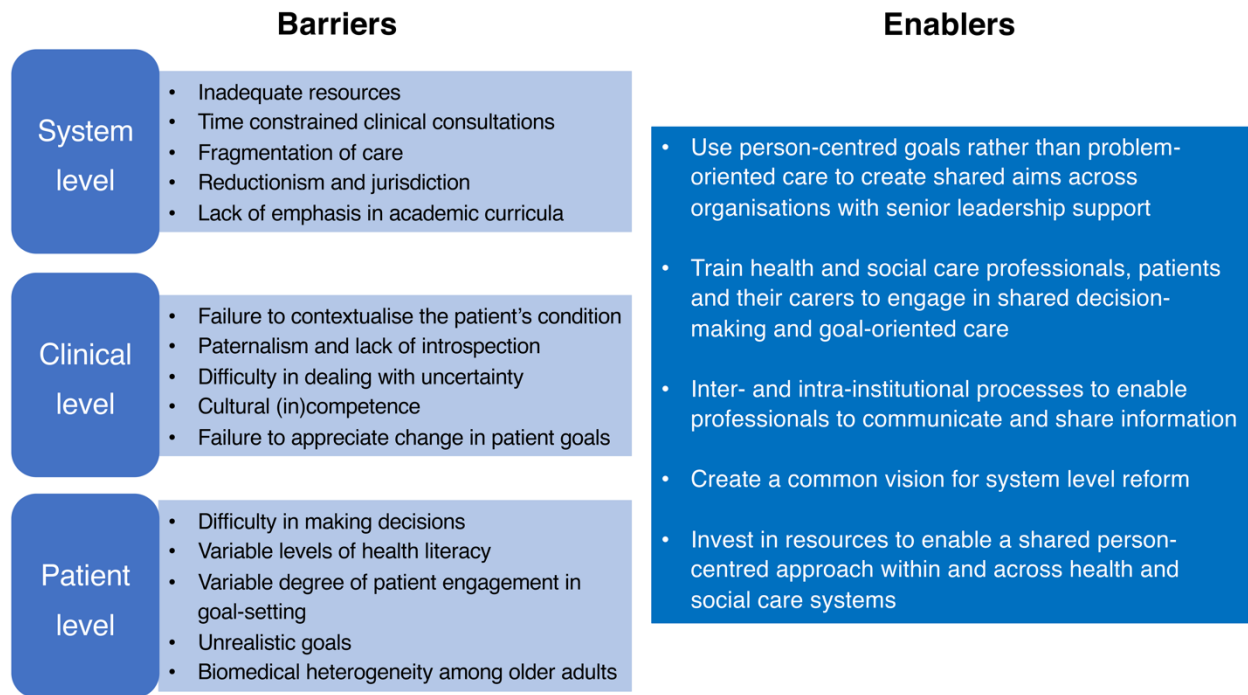 Barriers
Enablers
System
level
• Inadequate resources
• Time constrained clinical consultations
• Fragmentation of care
• Reductionism and jurisdiction
• Lack of emphasis in academic curricula
Clinical
level
• Failure to contextualise the patient’s condition
• Paternalism and lack of introspection
• Difficulty in dealing with uncertainty
• Cultural (in)competence
• Failure to appreciate change in patient goals
Patient
level
• Difficulty in making decisions
• Variable levels of health literacy
• Variable degree of patient engagement in
goal-setting
• Unrealistic goals
• Biomedical heterogeneity among older adults
• Use person-centred goals rather than problem-
oriented care to create shared aims across
organisations with senior leadership support
• Train health and social care professionals, patients
and their carers to engage in shared decision-
making and goal-oriented care
• Inter- and intra-institutional processes to enable
professionals to communicate and share information
• Create a common vision for system level reform
• Invest in resources to enable a shared person-
centred approach within and across health and
social care systems